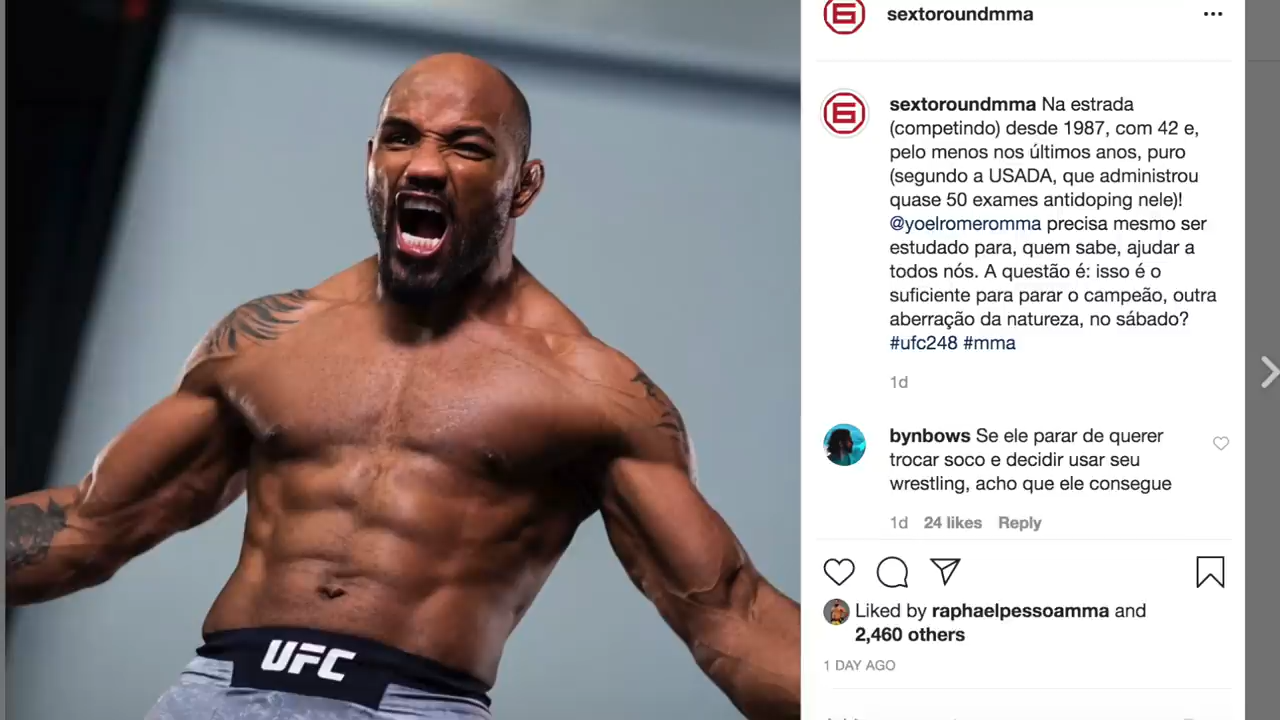 sextoroundmma
sextoroundmma Na estrada
(competindo) desde 1987, com 42 e,
pelo menos nos últimos anos, puro
(segundo a USADA, que administrou
quase 50 exames antidoping nele)!
@yoelromeromma precisa mesmo ser
estudado para, quem sabe, ajudar a
todos nós. A questão é: isso é o
suficiente para parar o campeão, outra
aberração da natureza, no sábado?
#ufc248 #mma
1d
bynbows Se ele parar de querer
trocar soco e decidir usar seu
wrestling, acho que ele consegue
1d 24 likes Reply
Liked by raphaelpessoamma and
2,460 others
1 DAY AGO
UFC